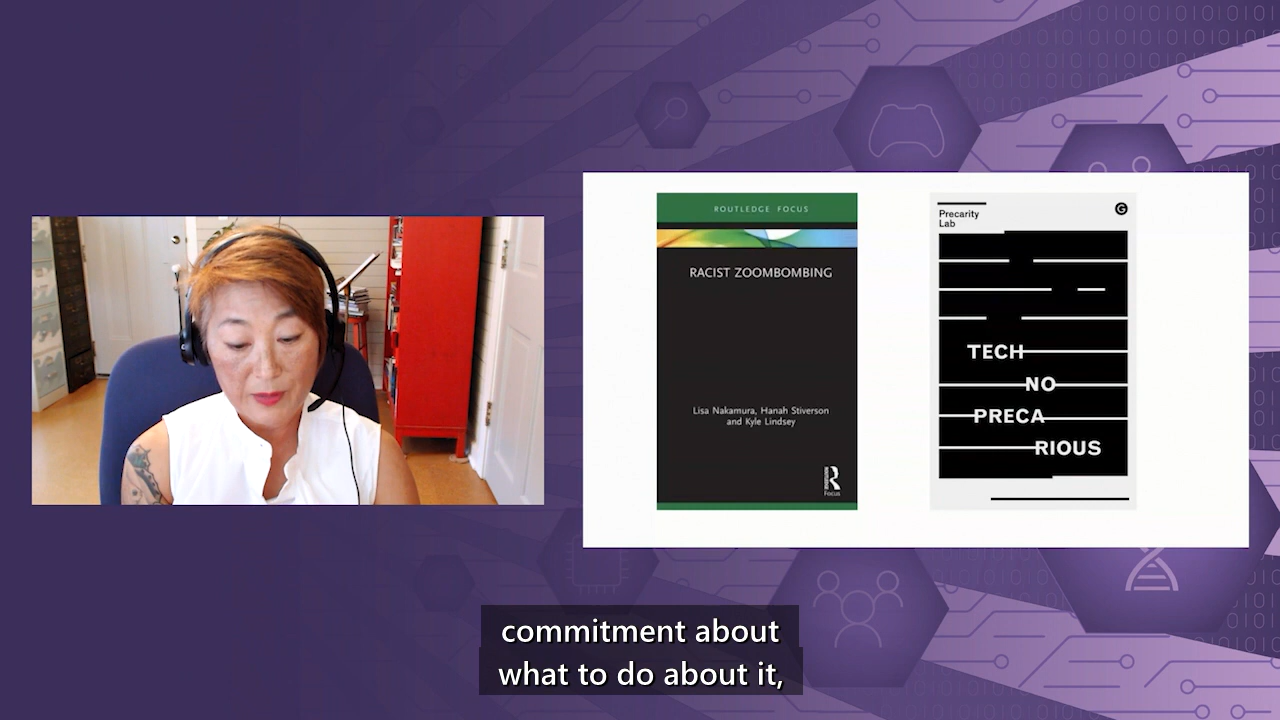 ROUTLEDGE FOCUS
RACIST ZOOMBOMBING
Lisa Nakamura, Hanah Stiverson
and Kyle Lindsey
R
Routledge
Focus
Precarity
Lab
G
TECH
NO
PRECA
RIOUS
commitment about
what to do about it,